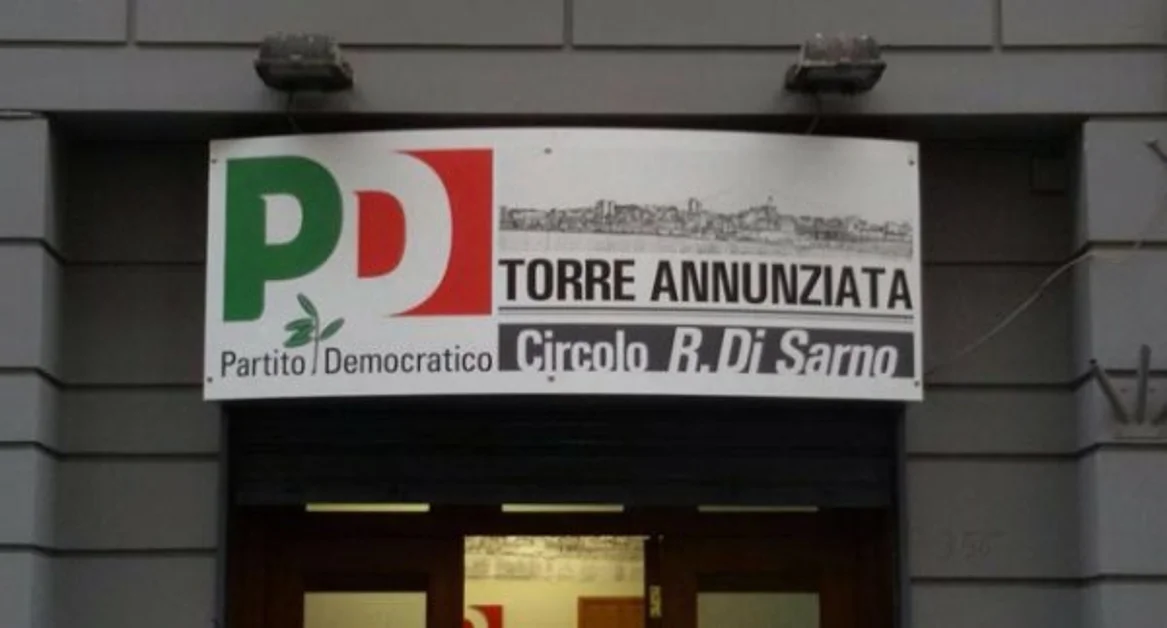 PD
Partito Democratico
TORRE ANNUNZIATA
Circolo R. Di Sarno